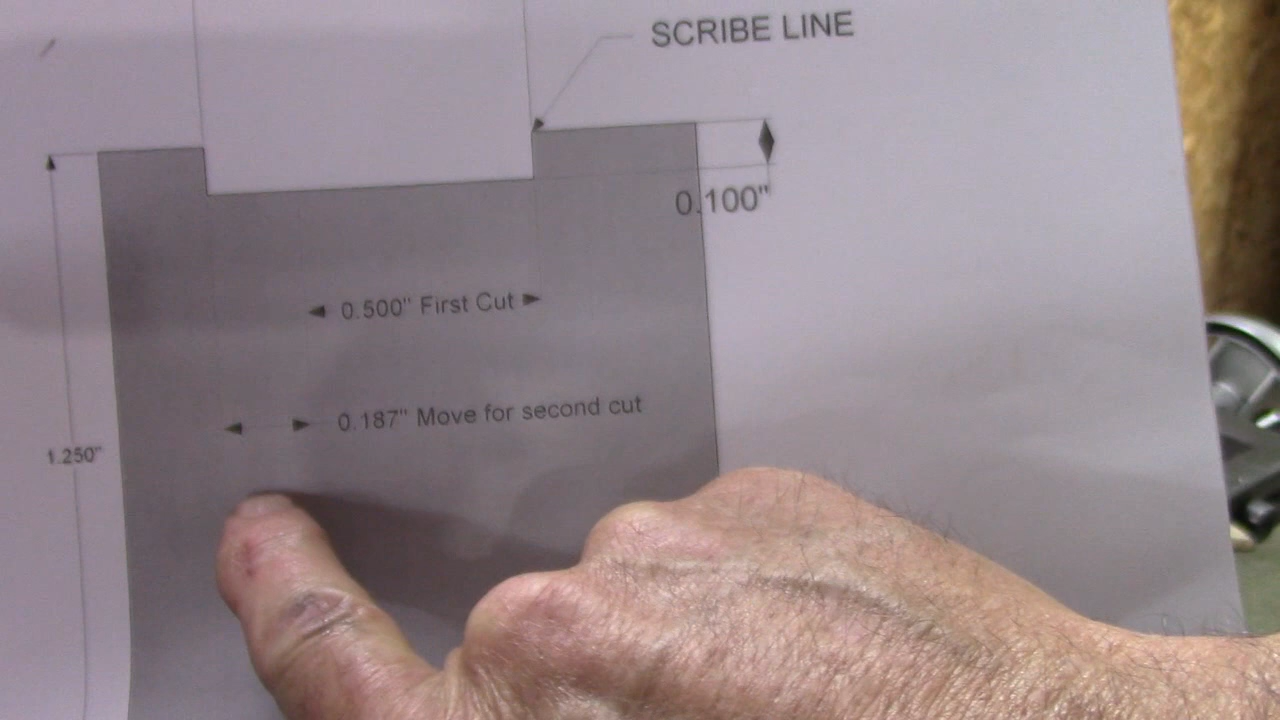 SCRIBE LINE
0.100"
0.500" First Cut
0.187" Move for second cut
1.250"